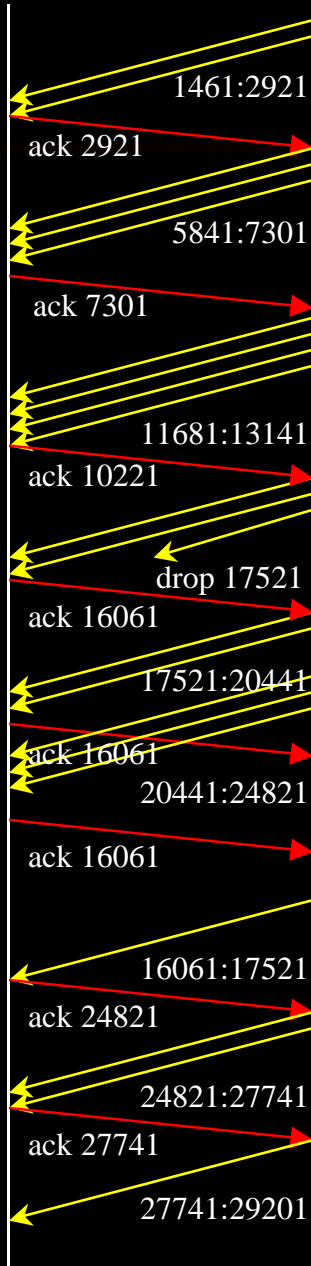 1461:2921
ack 2921
5841:7301
ack 7301
11681:13141
ack 10221
drop 17521
ack 16061
17521:20441
ack 16061
20441:24821
ack 16061
16061:17521
ack 24821
24821:27741
ack 27741
27741:29201